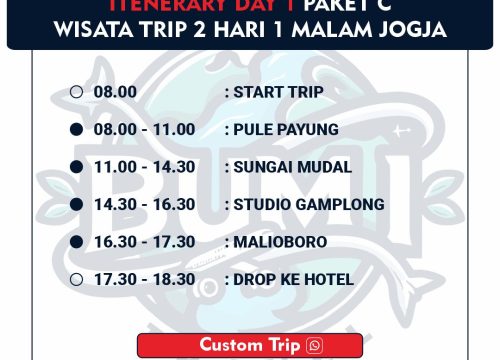 ITENERARY DAY 1 PAKET C
WISATA TRIP 2 HARI 1 MALAM JOGJA
08.00 : START TRIP
08.00 - 11.00 : PULE PAYUNG
11.00 - 14.30 : SUNGAI MUDAL
14.30 - 16.30 : STUDIO GAMPLONG
16.30 - 17.30 : MALIOBORO
17.30 - 18.30 : DROP KE HOTEL
BUMI
Custom Trip